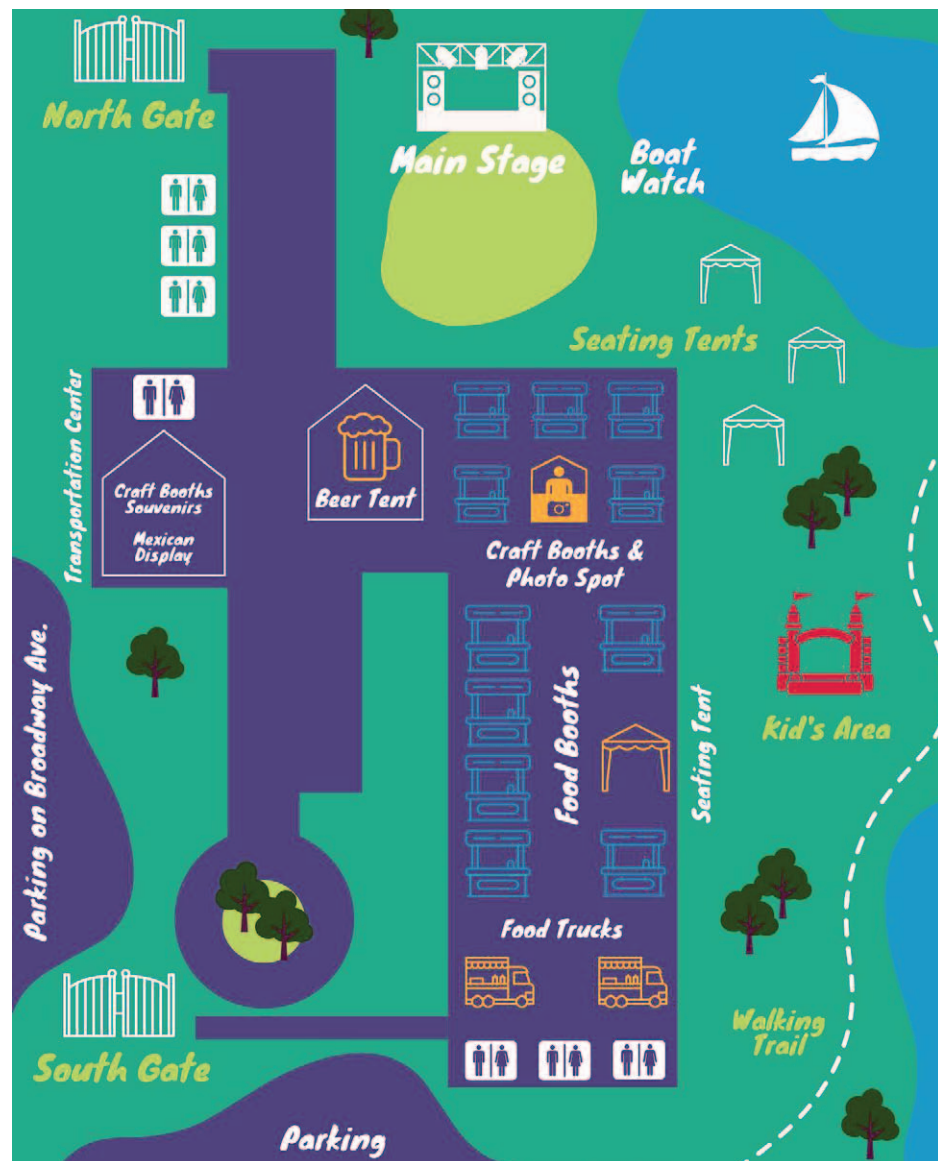 North Gate
Main Stage
Boat
Watch
Seating Tents
Transportation Center
Craft Booths
Souvenirs
Mexican
Display
Beer Tent
Craft Booths &
Photo Spot
Food Booths
Seating Tent
Kid's Area
Parking on Broadway Ave.
Food Trucks
South Gate
Walking
Trail
Parking